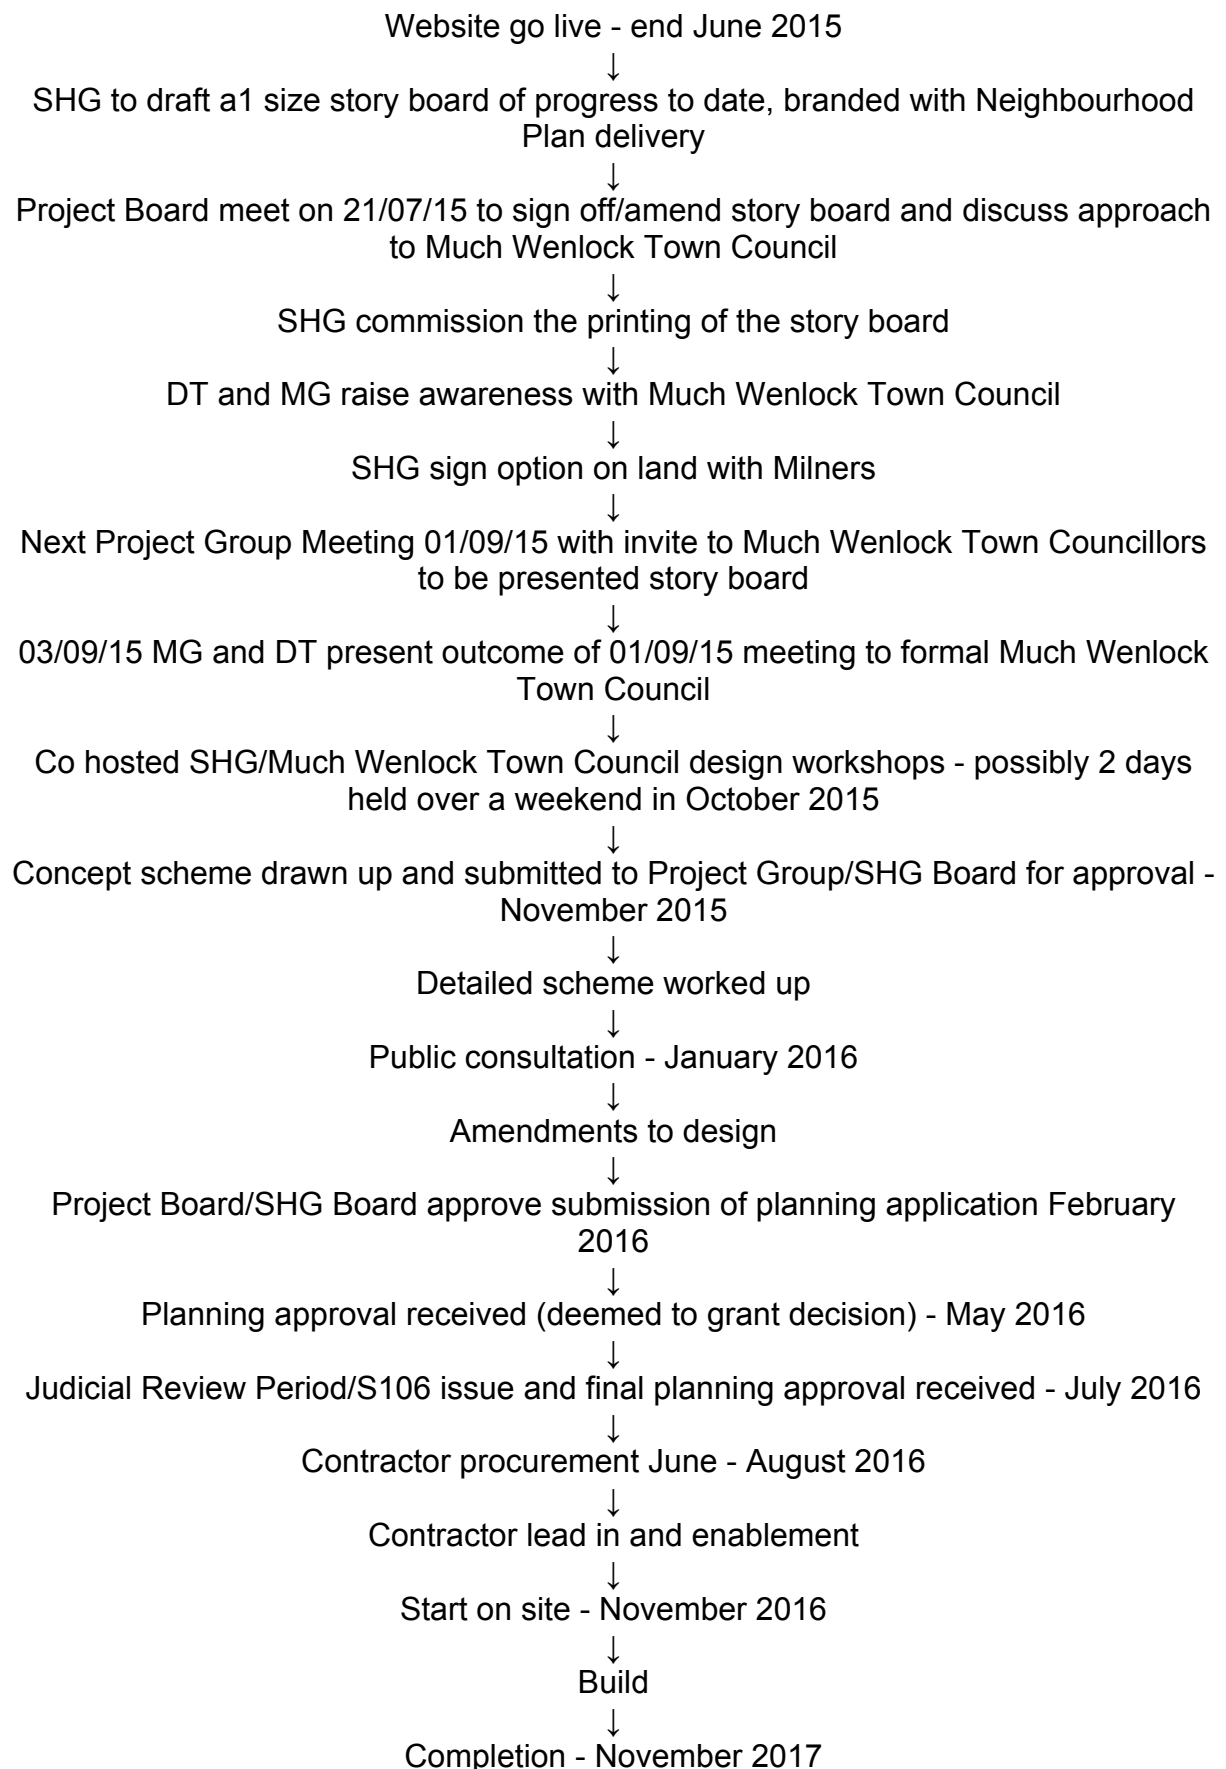 Website go live - end June 2015
↓
SHG to draft a1 size story board of progress to date, branded with Neighbourhood
Plan delivery
↓
Project Board meet on 21/07/15 to sign off/amend story board and discuss approach
to Much Wenlock Town Council
↓
SHG commission the printing of the story board
↓
DT and MG raise awareness with Much Wenlock Town Council
↓
SHG sign option on land with Milners
↓
Next Project Group Meeting 01/09/15 with invite to Much Wenlock Town Councillors
to be presented story board
↓
03/09/15 MG and DT present outcome of 01/09/15 meeting to formal Much Wenlock
Town Council
↓
Co hosted SHG/Much Wenlock Town Council design workshops - possibly 2 days
held over a weekend in October 2015
↓
Concept scheme drawn up and submitted to Project Group/SHG Board for approval -
November 2015
↓
Detailed scheme worked up
↓
Public consultation - January 2016
↓
Amendments to design
↓
Project Board/SHG Board approve submission of planning application February
2016
↓
Planning approval received (deemed to grant decision) - May 2016
↓
Judicial Review Period/S106 issue and final planning approval received - July 2016
↓
Contractor procurement June - August 2016
↓
Contractor lead in and enablement
↓
Start on site - November 2016
↓
Build
↓
Completion - November 2017